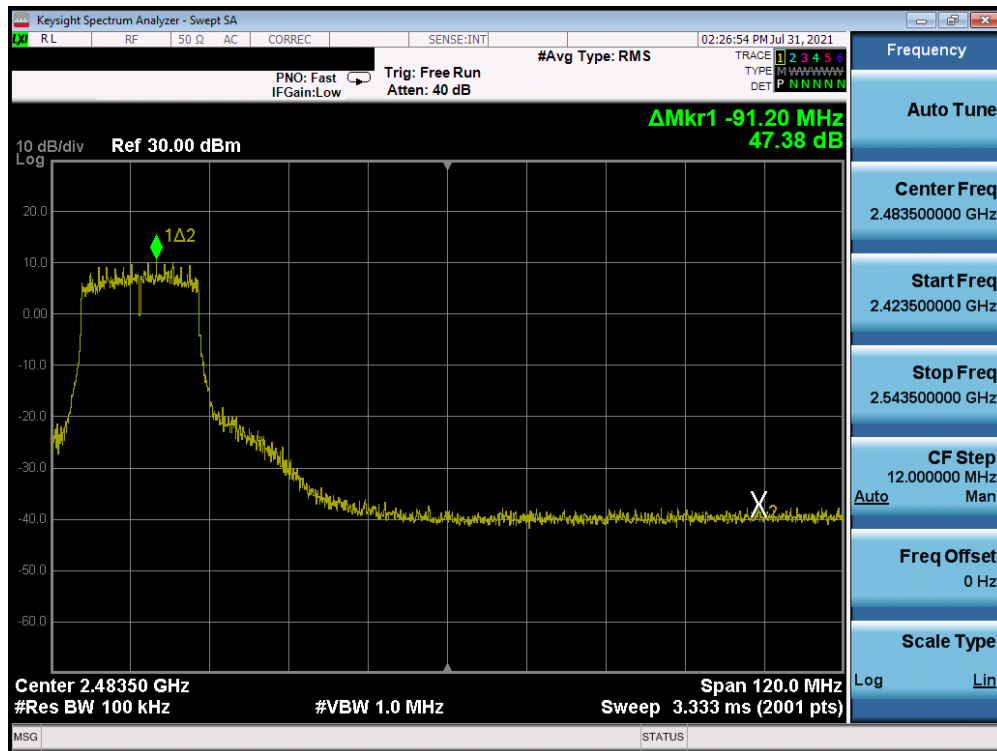 Keysight Spectrum Analyzer - Swept SA
LXI RL RF 50 Ω AC CORREC SENSE:INT 02:26:54 PM Jul 31, 2021
#Avg Type: RMS
TRACE 1 2 3 4 5 6
PNO: Fast Trig: Free Run TYPE M WWWWW
IFGain:Low Atten: 40 dB DET P N N N N N
ΔMkr1 -91.20 MHz
47.38 dB
10 dB/div Ref 30.00 dBm
Log
20.0
1Δ2
10.0
0.00
-10.0
-20.0
-30.0
-40.0
X2
-50.0
-60.0
Center 2.48350 GHz Span 120.0 MHz
#Res BW 100 kHz #VBW 1.0 MHz Sweep 3.333 ms (2001 pts)
MSG STATUS
Frequency
Auto Tune
Center Freq
2.483500000 GHz
Start Freq
2.423500000 GHz
Stop Freq
2.543500000 GHz
CF Step
12.000000 MHz
Auto Man
Freq Offset
0 Hz
Scale Type
Log Lin